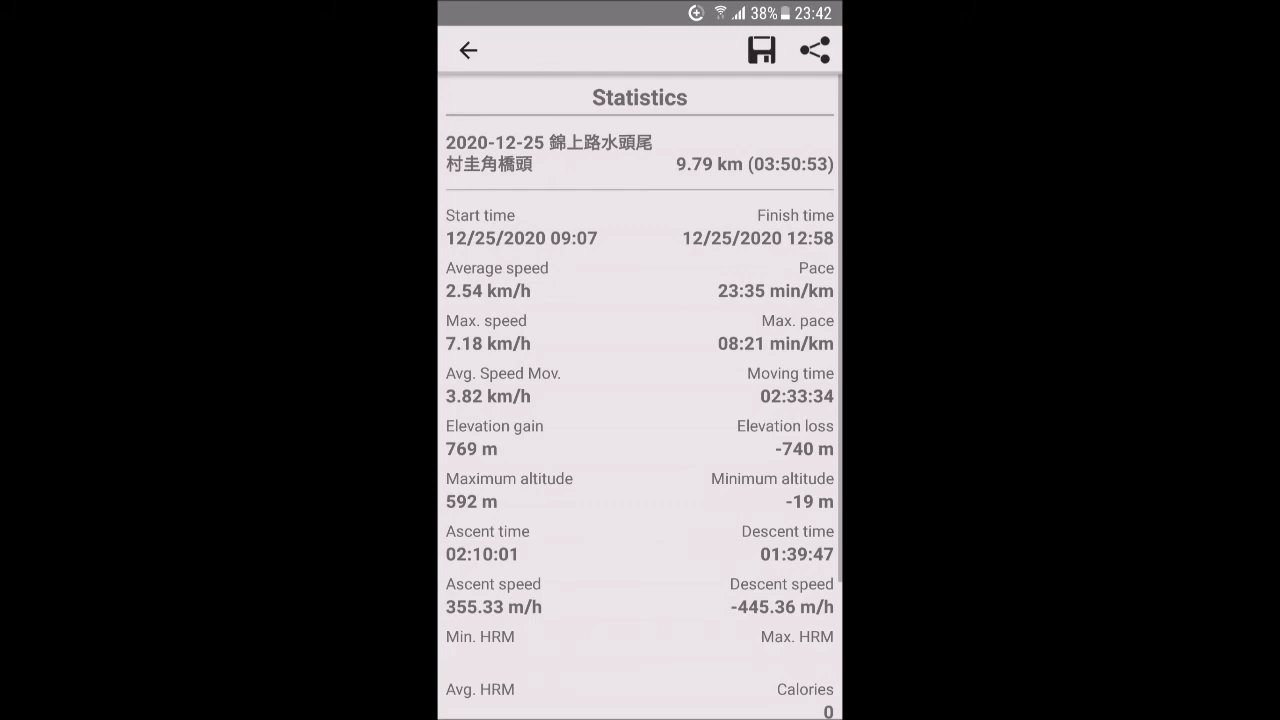 38% 23:42
Statistics
2020-12-25 錦上路水頭尾
村圭角橋頭 9.79 km (03:50:53)
Start time Finish time
12/25/2020 09:07 12/25/2020 12:58
Average speed Pace
2.54 km/h 23:35 min/km
Max. speed Max. pace
7.18 km/h 08:21 min/km
Avg. Speed Mov. Moving time
3.82 km/h 02:33:34
Elevation gain Elevation loss
769 m -740 m
Maximum altitude Minimum altitude
592 m -19 m
Ascent time Descent time
02:10:01 01:39:47
Ascent speed Descent speed
355.33 m/h -445.36 m/h
Min. HRM Max. HRM
Avg. HRM Calories
0